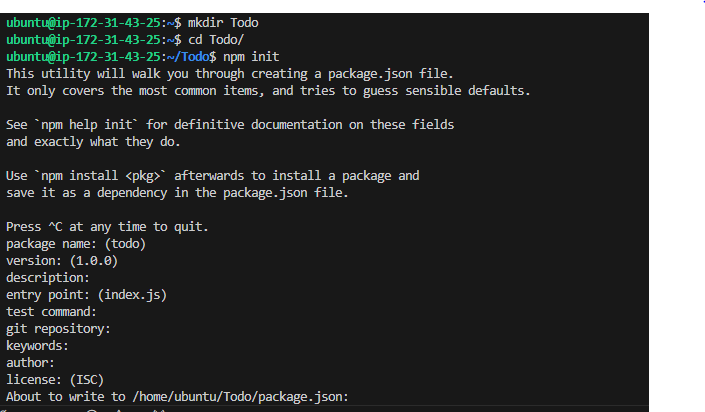 ubuntu@ip-172-31-43-25:~$ mkdir Todo
ubuntu@ip-172-31-43-25:~$ cd Todo/
ubuntu@ip-172-31-43-25:~/Todo$ npm init
This utility will walk you through creating a package.json file.
It only covers the most common items, and tries to guess sensible defaults.

See `npm help init` for definitive documentation on these fields
and exactly what they do.

Use `npm install <pkg>` afterwards to install a package and
save it as a dependency in the package.json file.

Press ^C at any time to quit.
package name: (todo)
version: (1.0.0)
description:
entry point: (index.js)
test command:
git repository:
keywords:
author:
license: (ISC)
About to write to /home/ubuntu/Todo/package.json: